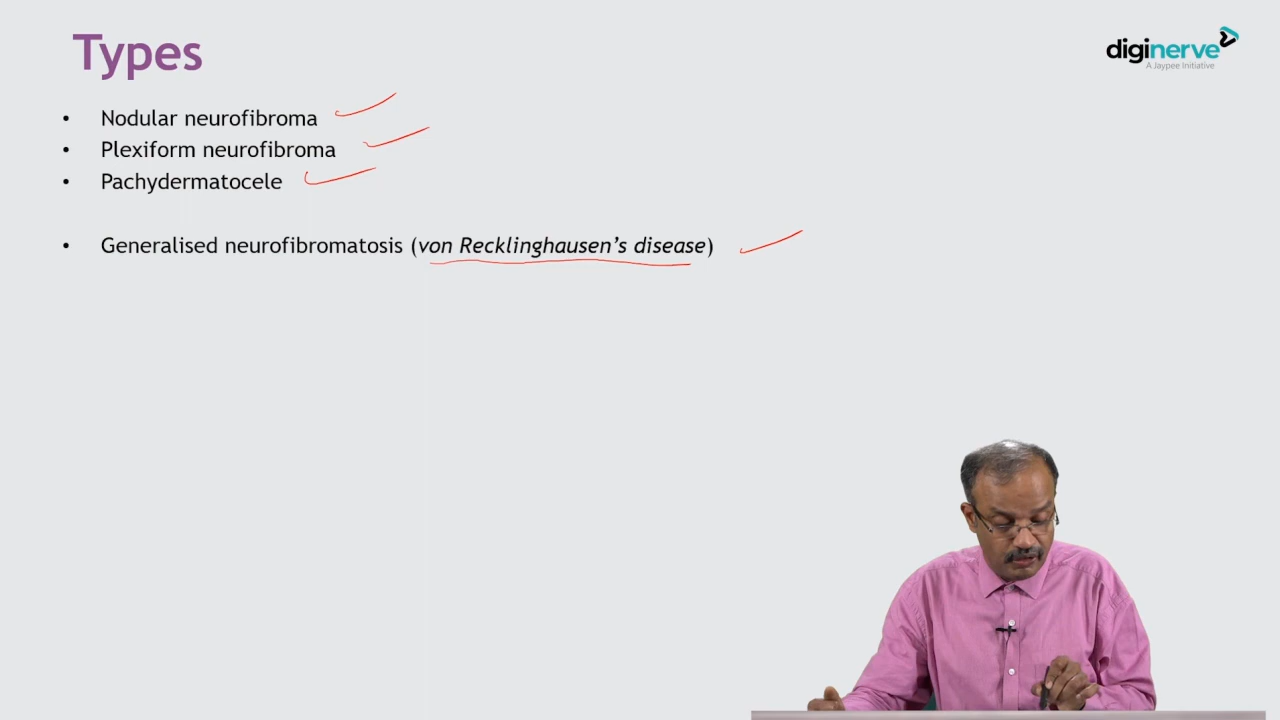 Types
diginerve
A Jaypee Initiative
• Nodular neurofibroma
• Plexiform neurofibroma
• Pachydermatocele
• Generalised neurofibromatosis (von Recklinghausen’s disease)